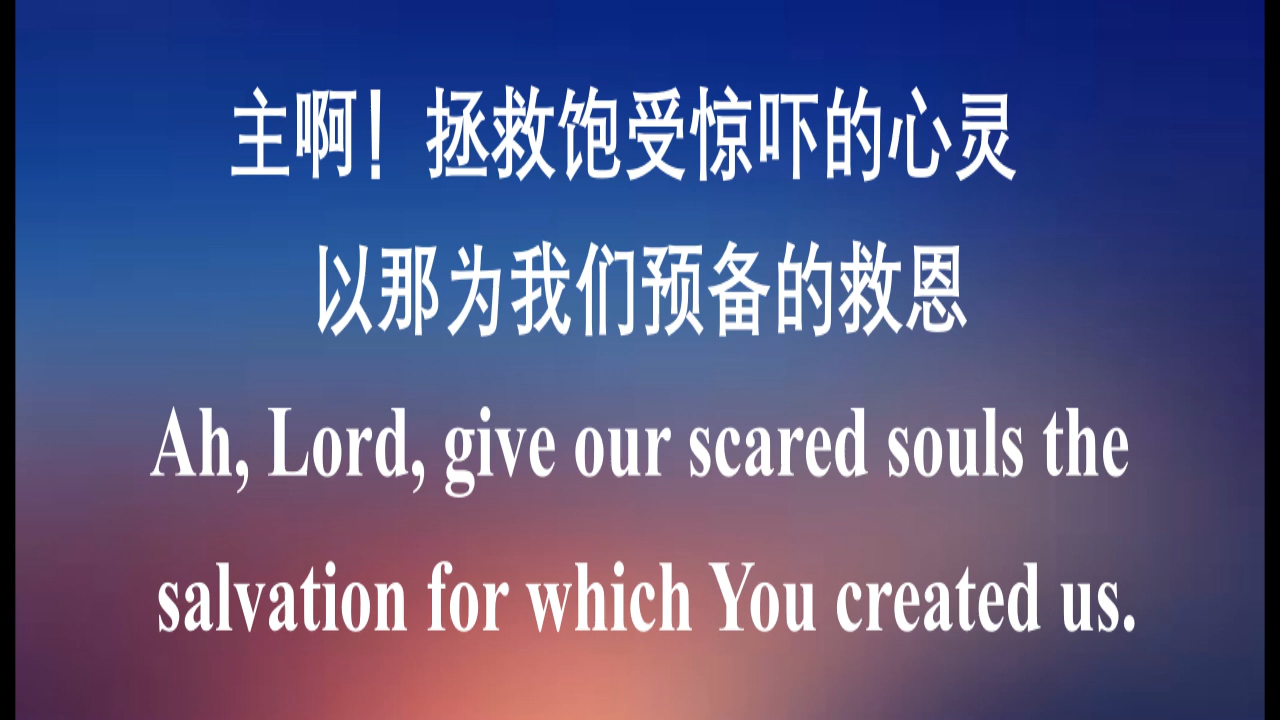 主啊！拯救饱受惊吓的心灵
以那为我们预备的救恩
Ah, Lord, give our scared souls the
salvation for which You created us.